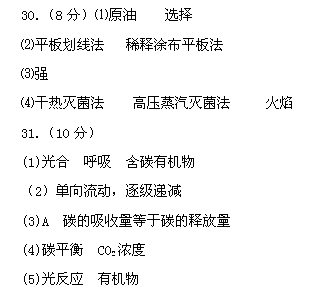 30.（8分）⑴原油　　选择
⑵平板划线法　稀释涂布平板法
⑶强
⑷干热灭菌法　　高压蒸汽灭菌法　　火焰
31.（10分）
(1)光合　呼吸　含碳有机物
（2）单向流动，逐级递减
(3)A　碳的吸收量等于碳的释放量
(4)碳平衡　CO₂浓度
(5)光反应　有机物